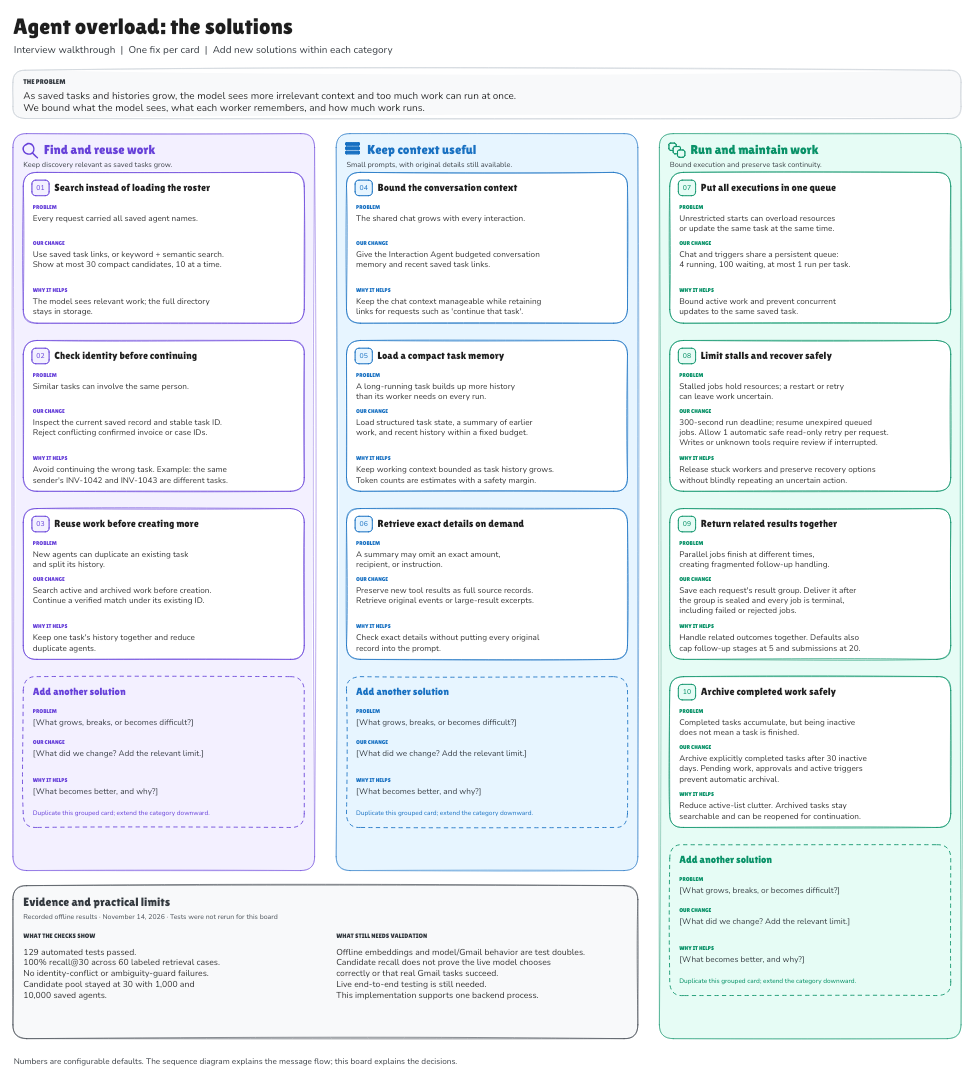 Agent overload: the solutions
Interview walkthrough | One fix per card | Add new solutions within each category
THE PROBLEM
As saved tasks and histories grow, the model sees more irrelevant context and too much work can run at once.
We bound what the model sees, what each worker remembers, and how much work runs.
Find and reuse work
Keep discovery relevant as saved tasks grow.
01 Search instead of loading the roster
PROBLEM
Every request carried all saved agent names.
OUR CHANGE
Use saved task links, or keyword + semantic search.
Show at most 30 compact candidates, 10 at a time.
WHY IT HELPS
The model sees relevant work; the full directory
stays in storage.
02 Check identity before continuing
PROBLEM
Similar tasks can involve the same person.
OUR CHANGE
Inspect the current saved record and stable task ID.
Reject conflicting confirmed invoice or case IDs.
WHY IT HELPS
Avoid continuing the wrong task. Example: the same
sender's INV-1042 and INV-1043 are different tasks.
03 Reuse work before creating more
PROBLEM
New agents can duplicate an existing task
and split its history.
OUR CHANGE
Search active and archived work before creation.
Continue a verified match under its existing ID.
WHY IT HELPS
Keep one task's history together and reduce
duplicate agents.
Add another solution
PROBLEM
[What grows, breaks, or becomes difficult?]
OUR CHANGE
[What did we change? Add the relevant limit.]
WHY IT HELPS
[What becomes better, and why?]
Duplicate this grouped card; extend the category downward.
Keep context useful
Small prompts, with original details still available.
04 Bound the conversation context
PROBLEM
The shared chat grows with every interaction.
OUR CHANGE
Give the Interaction Agent budgeted conversation
memory and recent saved task links.
WHY IT HELPS
Keep the chat context manageable while retaining
links for requests such as 'continue that task'.
05 Load a compact task memory
PROBLEM
A long-running task builds up more history
than its worker needs on every run.
OUR CHANGE
Load structured task state, a summary of earlier
work, and recent history within a fixed budget.
WHY IT HELPS
Keep working context bounded as task history grows.
Token counts are estimates with a safety margin.
06 Retrieve exact details on demand
PROBLEM
A summary may omit an exact amount,
recipient, or instruction.
OUR CHANGE
Preserve new tool results as full source records.
Retrieve original events or large-result excerpts.
WHY IT HELPS
Check exact details without putting every original
record into the prompt.
Add another solution
PROBLEM
[What grows, breaks, or becomes difficult?]
OUR CHANGE
[What did we change? Add the relevant limit.]
WHY IT HELPS
[What becomes better, and why?]
Duplicate this grouped card; extend the category downward.
Run and maintain work
Bound execution and preserve task continuity.
07 Put all executions in one queue
PROBLEM
Unrestricted starts can overload resources
or update the same task at the same time.
OUR CHANGE
Chat and triggers share a persistent queue:
4 running, 100 waiting, at most 1 run per task.
WHY IT HELPS
Bound active work and prevent concurrent
updates to the same saved task.
08 Limit stalls and recover safely
PROBLEM
Stalled jobs hold resources; a restart or retry
can leave work uncertain.
OUR CHANGE
300-second run deadline; resume unexpired queued
jobs. Allow 1 automatic safe read-only retry per request.
Writes or unknown tools require review if interrupted.
WHY IT HELPS
Release stuck workers and preserve recovery options
without blindly repeating an uncertain action.
09 Return related results together
PROBLEM
Parallel jobs finish at different times,
creating fragmented follow-up handling.
OUR CHANGE
Save each request's result group. Deliver it after
the group is sealed and every job is terminal,
including failed or rejected jobs.
WHY IT HELPS
Handle related outcomes together. Defaults also
cap follow-up stages at 5 and submissions at 20.
10 Archive completed work safely
PROBLEM
Completed tasks accumulate, but being inactive
does not mean a task is finished.
OUR CHANGE
Archive explicitly completed tasks after 30 inactive
days. Pending work, approvals and active triggers
prevent automatic archival.
WHY IT HELPS
Reduce active-list clutter. Archived tasks stay
searchable and can be reopened for continuation.
Add another solution
PROBLEM
[What grows, breaks, or becomes difficult?]
OUR CHANGE
[What did we change? Add the relevant limit.]
WHY IT HELPS
[What becomes better, and why?]
Duplicate this grouped card; extend the category downward.
Evidence and practical limits
Recorded offline results · November 14, 2026 · Tests were not rerun for this board
WHAT THE CHECKS SHOW
129 automated tests passed.
100% recall@30 across 60 labeled retrieval cases.
No identity-conflict or ambiguity-guard failures.
Candidate pool stayed at 30 with 1,000 and
10,000 saved agents.
WHAT STILL NEEDS VALIDATION
Offline embeddings and model/Gmail behavior are test doubles.
Candidate recall does not prove the live model chooses
correctly or that real Gmail tasks succeed.
Live end-to-end testing is still needed.
This implementation supports one backend process.
Numbers are configurable defaults. The sequence diagram explains the message flow; this board explains the decisions.